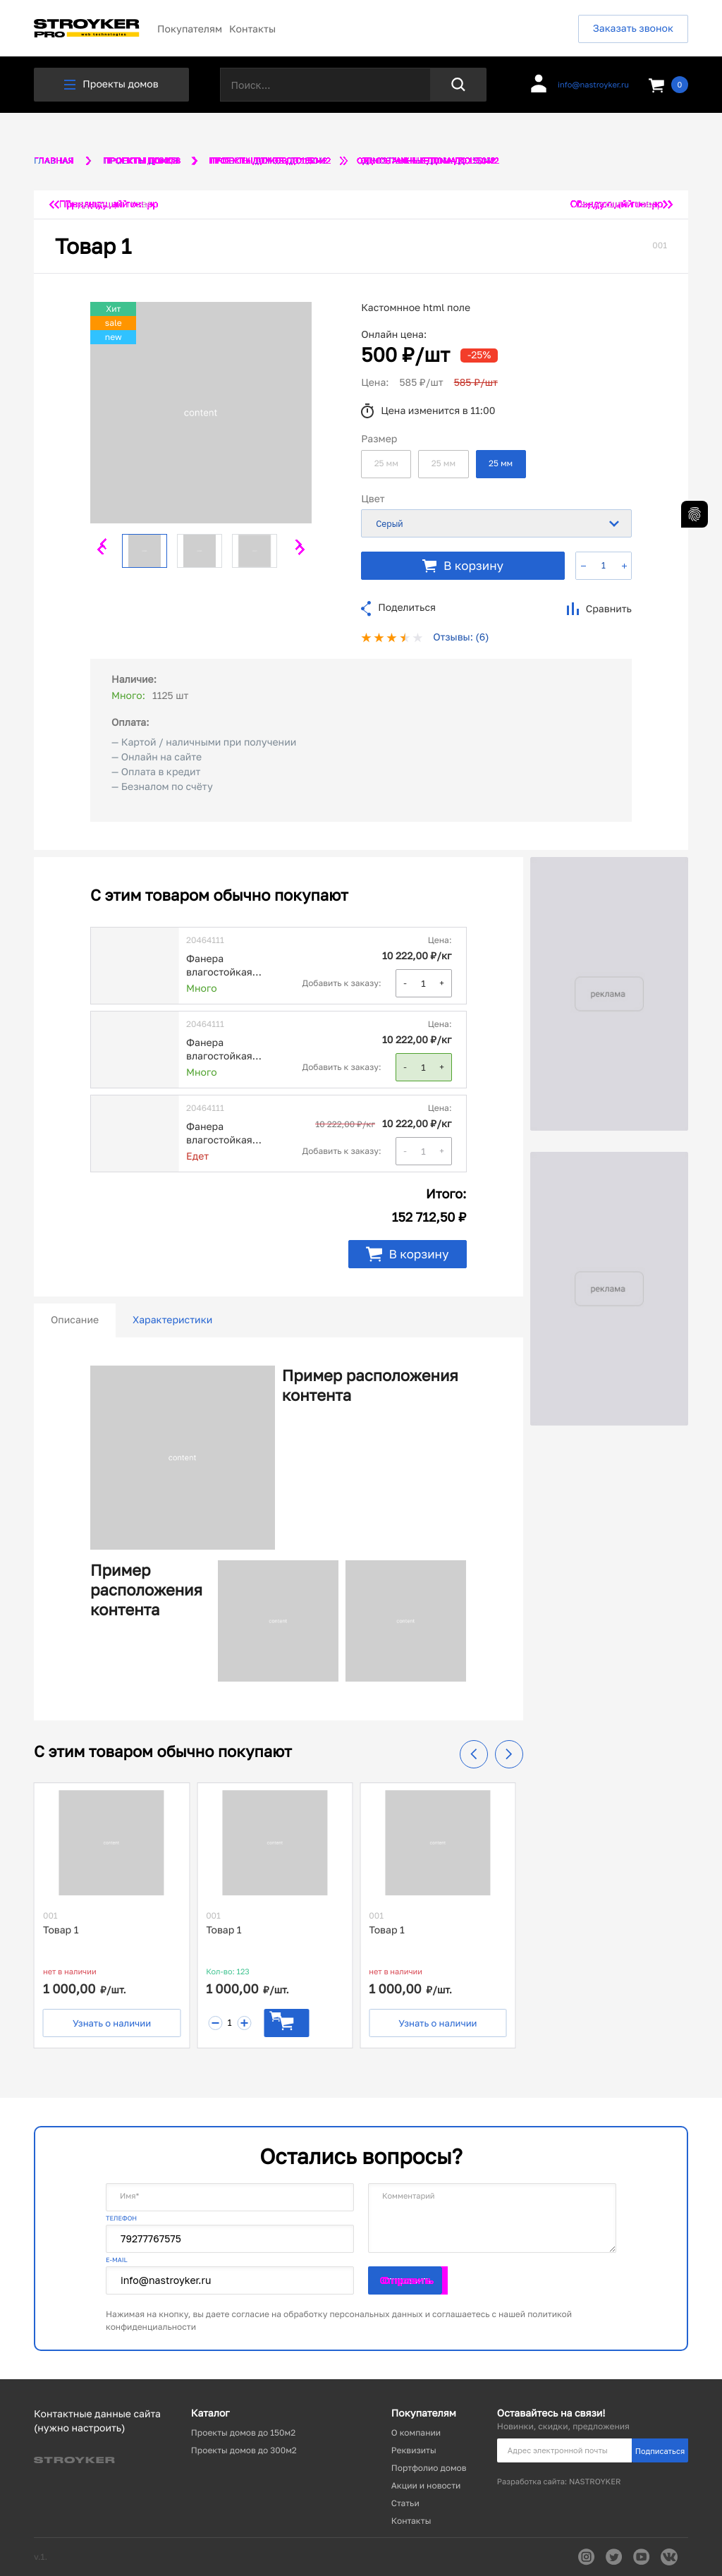 STROYKER
PRO web technologies
Покупателям Контакты
Заказать звонок
Проекты домов
Поиск...
info@nastroyker.ru
0
ГЛАВНАЯ
ПРОЕКТЫ ДОМОВ
Товар 1
001
Хит
sale
new
content
Кастомнное html поле
Онлайн цена:
500 ₽/шт -25%
Цена: 585 ₽/шт 585 ₽/шт
Цена изменится в 11:00
Размер
25 мм 25 мм 25 мм
Цвет
Серый
В корзину
– 1 +
Поделиться
Сравнить
Отзывы: (6)
Наличие:
Много: 1125 шт
Оплата:
— Картой / наличными при получении
— Онлайн на сайте
— Оплата в кредит
— Безналом по счёту
С этим товаром обычно покупают
20464111
Цена:
Фанера
влагостойкая...
10 222,00 ₽/кг
Много
Добавить к заказу:
- 1 +
20464111
Цена:
Фанера
влагостойкая...
10 222,00 ₽/кг
Много
Добавить к заказу:
- 1 +
20464111
Цена:
Фанера
влагостойкая...
10 222,00 ₽/кг 10 222,00 ₽/кг
Едет
Добавить к заказу:
- 1 +
Итого:
152 712,50 ₽
В корзину
реклама
реклама
Описание Характеристики
content
Пример расположения
контента
Пример
расположения
контента
content
content
С этим товаром обычно покупают
content
001
Товар 1
нет в наличии
1 000,00 ₽/шт.
Узнать о наличии
content
001
Товар 1
Кол-во: 123
1 000,00 ₽/шт.
1
content
001
Товар 1
нет в наличии
1 000,00 ₽/шт.
Узнать о наличии
Остались вопросы?
Имя*
Комментарий
ТЕЛЕФОН
79277767575
E-MAIL
info@nastroyker.ru
Нажимая на кнопку, вы даете согласие на обработку персональных данных и соглашаетесь с нашей политикой
конфиденциальности
Контактные данные сайта
(нужно настроить)
STROYKER
Каталог
Проекты домов до 150м2
Проекты домов до 300м2
Покупателям
О компании
Реквизиты
Портфолио домов
Акции и новости
Статьи
Контакты
Оставайтесь на связи!
Новинки, скидки, предложения
Адрес электронной почты
Подписаться
Разработка сайта: NASTROYKER
v.1.